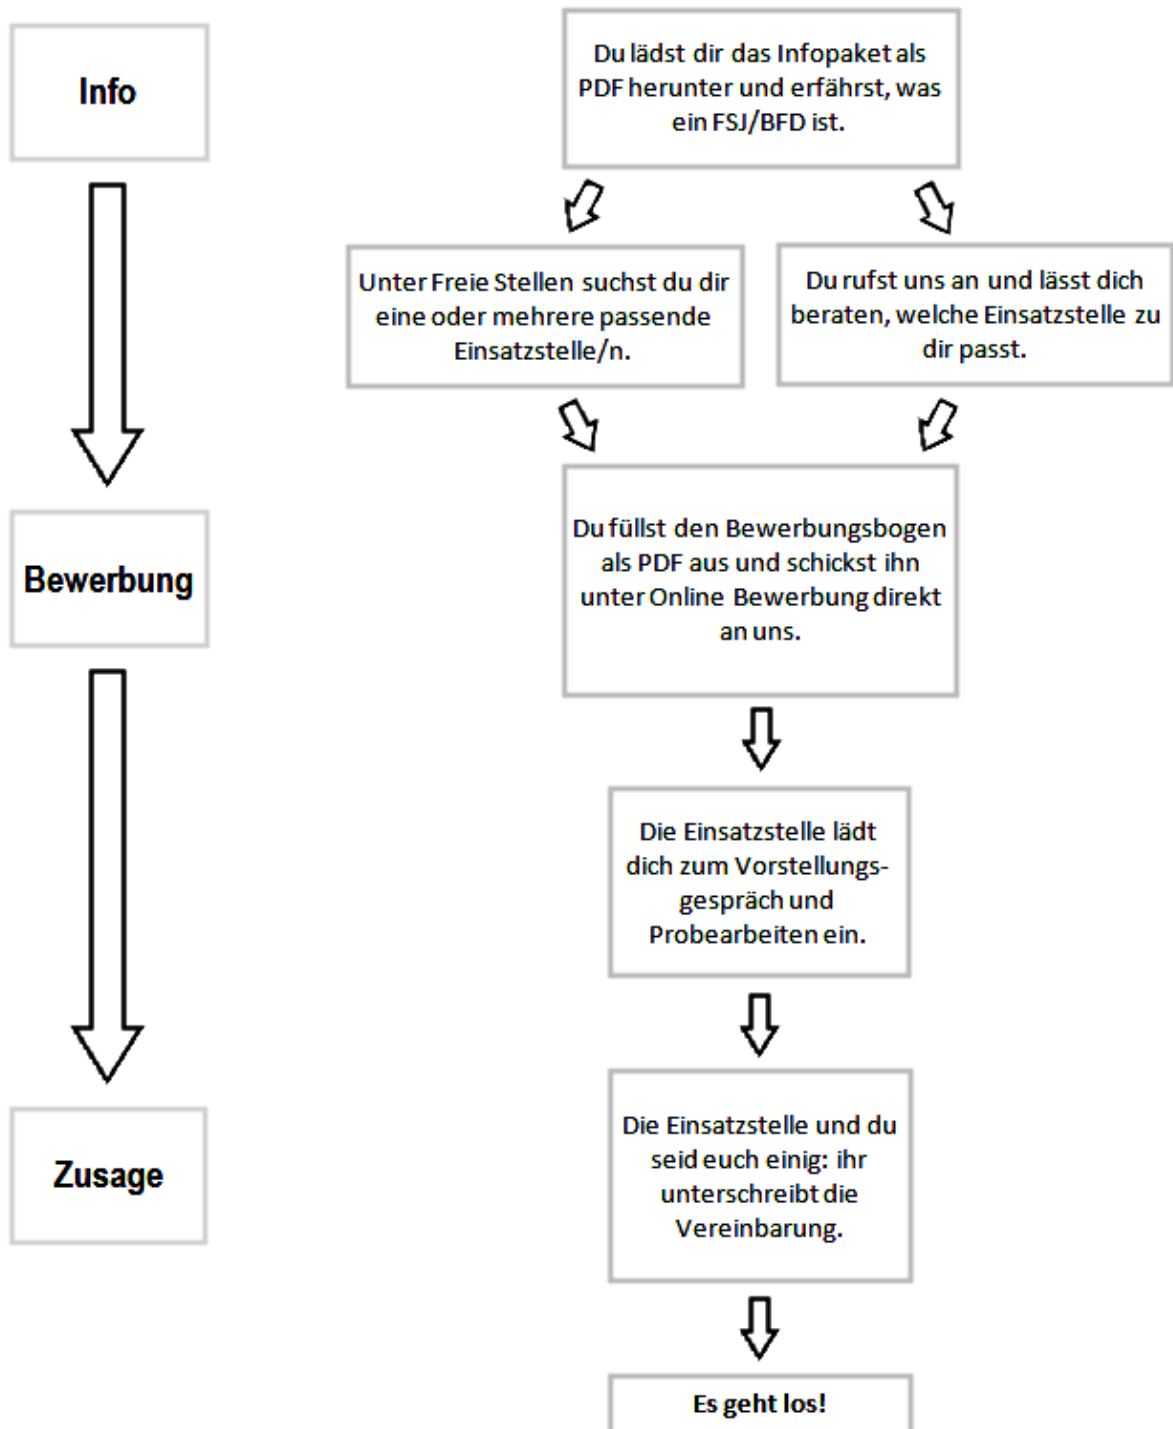 Info
Du lädst dir das Infopaket als
PDF herunter und erfährst, was
ein FSJ/BFD ist.
Unter Freie Stellen suchst du dir
eine oder mehrere passende
Einsatzstelle/n.
Du rufst uns an und lässt dich
beraten, welche Einsatzstelle zu
dir passt.
Bewerbung
Du füllst den Bewerbungsbogen
als PDF aus und schickst ihn
unter Online Bewerbung direkt
an uns.
Die Einsatzstelle lädt
dich zum Vorstellungs-
gespräch und
Probearbeiten ein.
Zusage
Die Einsatzstelle und du
seid euch einig: ihr
unterschreibt die
Vereinbarung.
Es geht los!